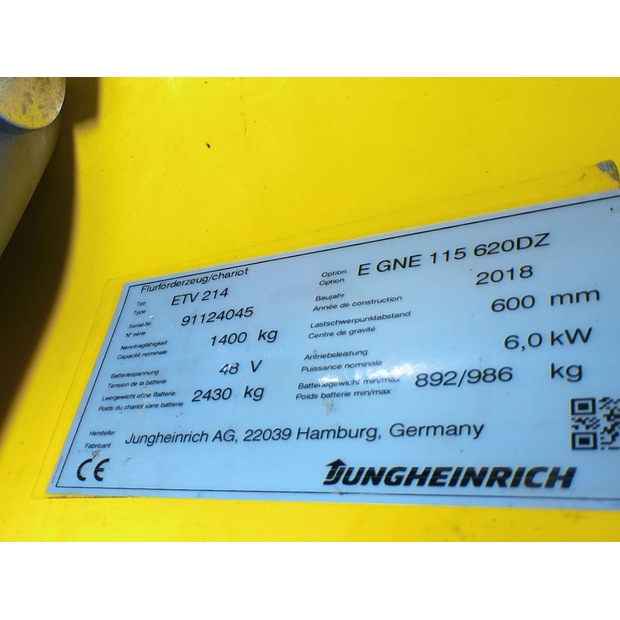 Flurförderzeug/chariot
Typ
Type
ETV 214
Option
Option
E GNE 115 620DZ
Serial-Nr.
N° série
91124045
Baujahr
Année de construction
2018
Nenntragfähigkeit
Capacité nominale
1400 kg
Lastschwerpunktabstand
Centre de gravité
600 mm
Batteriespannung
Tension de la batterie
48 V
Antriebsleistung
Puissance nominale
6,0 kW
Leergewicht ohne Batterie
Poids du chariot sans batterie
2430 kg
Batteriegewicht min/max
Poids batterie min/max
892/986 kg
Hersteller
Fabricant
Jungheinrich AG, 22039 Hamburg, Germany
CE
JUNGHEINRICH